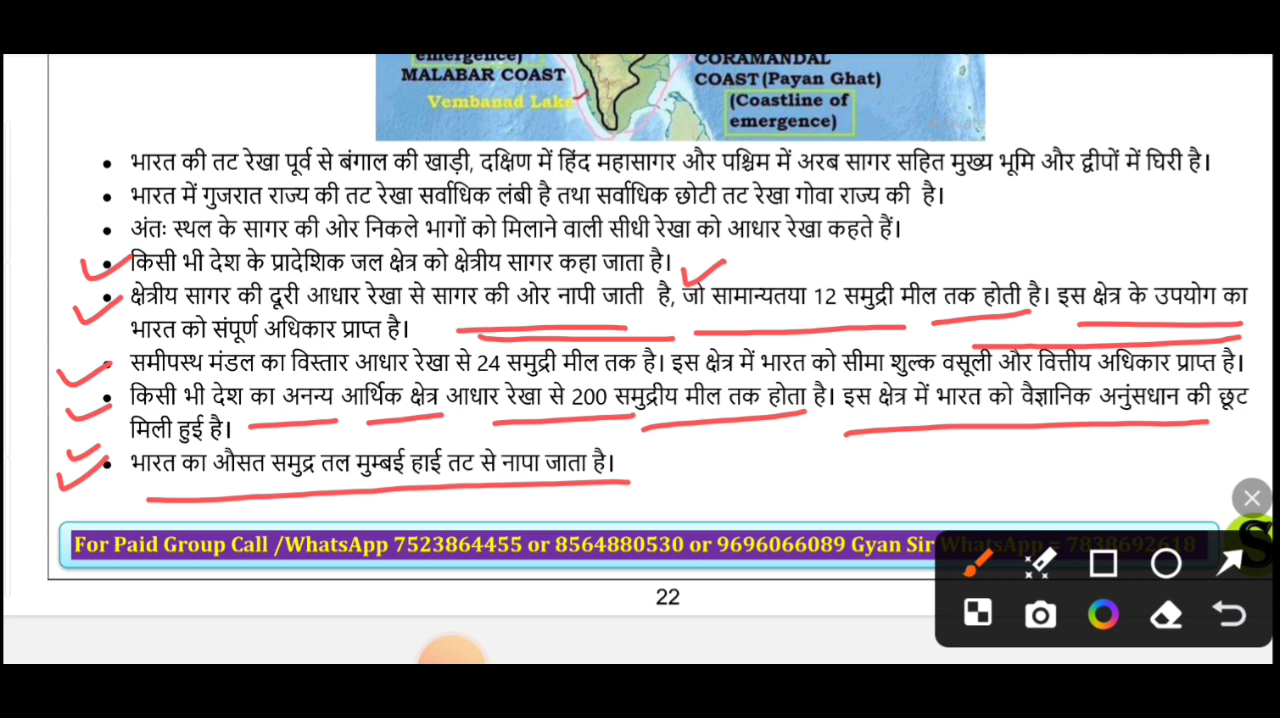 emergence)
CORAMANDAL
MALABAR COAST
COAST (Payan Ghat)
Vembanad Lake
(Coastline of
emergence)
• भारत की तट रेखा पूर्व से बंगाल की खाड़ी, दक्षिण में हिंद महासागर और पश्चिम में अरब सागर सहित मुख्य भूमि और द्वीपों में घिरी है।
• भारत में गुजरात राज्य की तट रेखा सर्वाधिक लंबी है तथा सर्वाधिक छोटी तट रेखा गोवा राज्य की है।
• अंतः स्थल के सागर की ओर निकले भागों को मिलाने वाली सीधी रेखा को आधार रेखा कहते हैं।
• किसी भी देश के प्रादेशिक जल क्षेत्र को क्षेत्रीय सागर कहा जाता है।
• क्षेत्रीय सागर की दूरी आधार रेखा से सागर की ओर नापी जाती है, जो सामान्यतया 12 समुद्री मील तक होती है। इस क्षेत्र के उपयोग का
भारत को संपूर्ण अधिकार प्राप्त है।
• समीपस्थ मंडल का विस्तार आधार रेखा से 24 समुद्री मील तक है। इस क्षेत्र में भारत को सीमा शुल्क वसूली और वित्तीय अधिकार प्राप्त है।
• किसी भी देश का अनन्य आर्थिक क्षेत्र आधार रेखा से 200 समुद्रीय मील तक होता है। इस क्षेत्र में भारत को वैज्ञानिक अनुंसधान की छूट
मिली हुई है।
• भारत का औसत समुद्र तल मुम्बई हाई तट से नापा जाता है।
For Paid Group Call /WhatsApp 7523864455 or 8564880530 or 9696066089 Gyan Sir WhatsApp = 7838692618
S
22